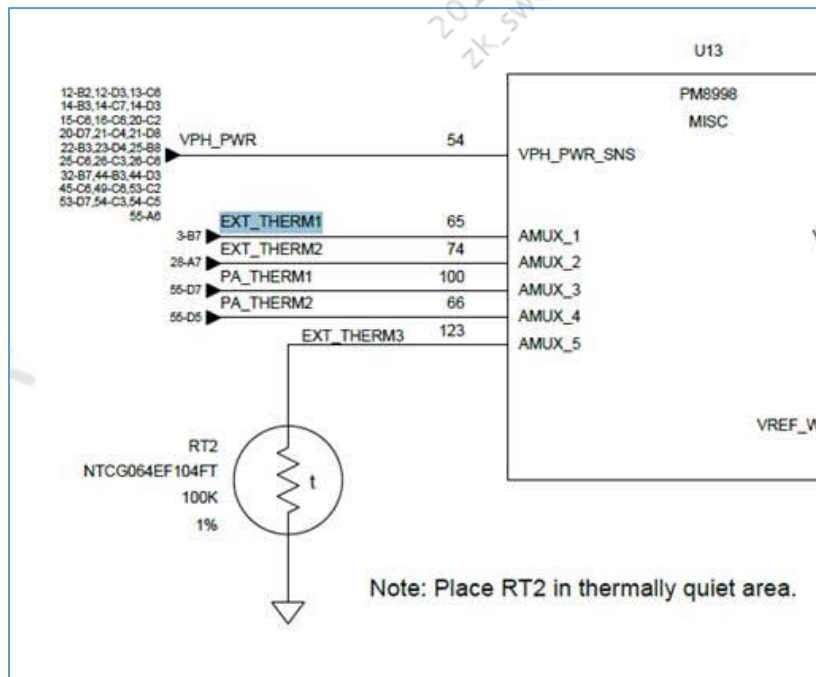 U13
PM8998
MISC
12-B2,12-D3,13-C6
14-B3,14-C7,14-D3
15-C6,16-C6,20-C2
20-D7,21-C4,21-D8
22-B3,23-D4,25-B8
25-C6,26-C3,26-C6
32-B7,44-B3,44-D3
45-C6,49-C6,53-C2
53-D7,54-C3,54-C5
55-A6
VPH_PWR 54 VPH_PWR_SNS
3-B7 EXT_THERM1 65 AMUX_1
28-A7 EXT_THERM2 74 AMUX_2
55-D7 PA_THERM1 100 AMUX_3
55-D5 PA_THERM2 66 AMUX_4
EXT_THERM3 123 AMUX_5
VREF_W
RT2
NTCG064EF104FT
100K
1%
t
Note: Place RT2 in thermally quiet area.